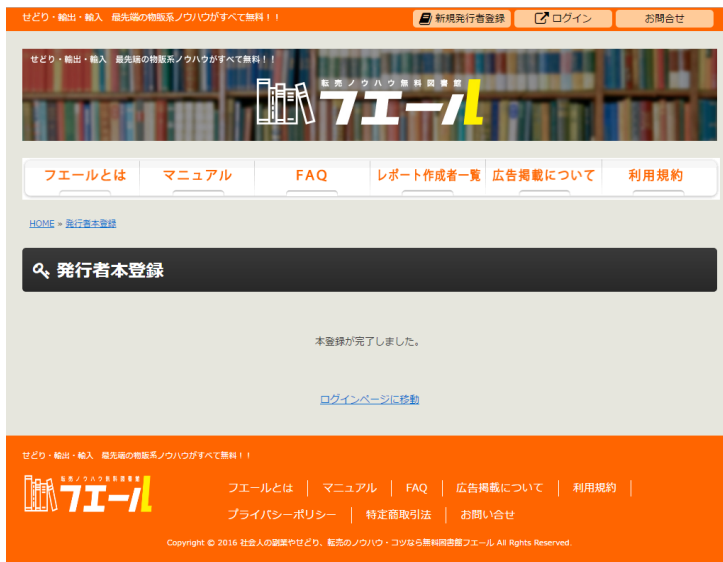 せどり・輸出・輸入 最先端の物販系ノウハウがすべて無料！！
新規発行者登録
ログイン
お問合せ
せどり・輸出・輸入 最先端の物販系ノウハウがすべて無料！！
転売ノウハウ無料図書館
フエール
フエールとは
マニュアル
FAQ
レポート作成者一覧
広告掲載について
利用規約
HOME » 発行者本登録
発行者本登録
本登録が完了しました。
ログインページに移動
せどり・輸出・輸入 最先端の物販系ノウハウがすべて無料！！
転売ノウハウ無料図書館
フエール
フエールとは │ マニュアル │ FAQ │ 広告掲載について │ 利用規約 │
プライバシーポリシー │ 特定商取引法 │ お問い合せ
Copyright © 2016 社会人の副業やせどり、転売のノウハウ・コツなら無料図書館フエール All Rghts Reserved.